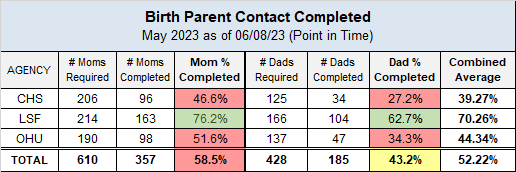 Birth Parent Contact Completed
May 2023 as of 06/08/23 (Point in Time)
AGENCY # Moms Required # Moms Completed Mom % Completed # Dads Required # Dads Completed Dad % Completed Combined Average
CHS 206 96 46.6% 125 34 27.2% 39.27%
LSF 214 163 76.2% 166 104 62.7% 70.26%
OHU 190 98 51.6% 137 47 34.3% 44.34%
TOTAL 610 357 58.5% 428 185 43.2% 52.22%